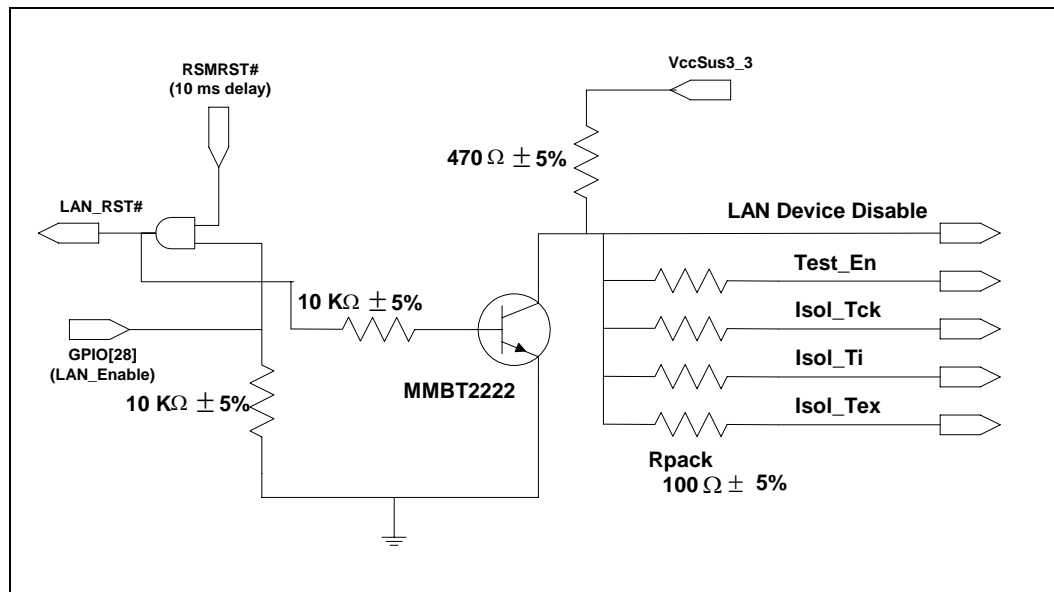 RSMRST#
(10 ms delay)
VccSus3_3
470 Ω ± 5%
LAN_RST#
LAN Device Disable
Test_En
10 KΩ ± 5%
Isol_Tck
GPIO[28]
(LAN_Enable)
Isol_Ti
10 KΩ ± 5%
MMBT2222
Isol_Tex
Rpack
100 Ω ± 5%